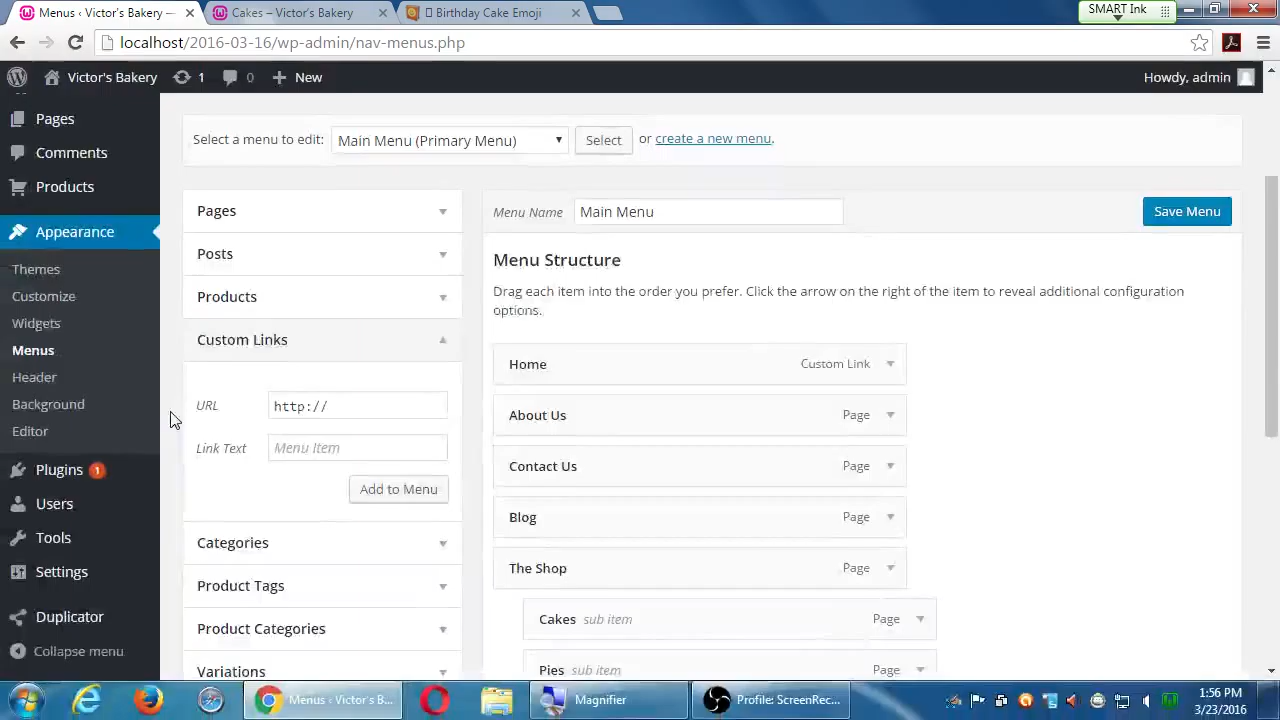 Menus ‹ Victor's Bakery –
Cakes – Victor's Bakery
Birthday Cake Emoji
SMART Ink
localhost/2016-03-16/wp-admin/nav-menus.php
Victor's Bakery
1
0
New
Howdy, admin
Pages
Comments
Products
Appearance
Themes
Customize
Widgets
Menus
Header
Background
Editor
Plugins 1
Users
Tools
Settings
Duplicator
Collapse menu
Select a menu to edit: Main Menu (Primary Menu) Select or create a new menu.
Pages
Posts
Products
Custom Links
URL http://
Link Text Menu Item
Add to Menu
Categories
Product Tags
Product Categories
Variations
Menu Name Main Menu Save Menu
Menu Structure
Drag each item into the order you prefer. Click the arrow on the right of the item to reveal additional configuration
options.
Home Custom Link
About Us Page
Contact Us Page
Blog Page
The Shop Page
Cakes sub item Page
Pies sub item Page
Menus ‹ Victor's B...
Magnifier
Profile: ScreenRec...
1:56 PM
3/23/2016